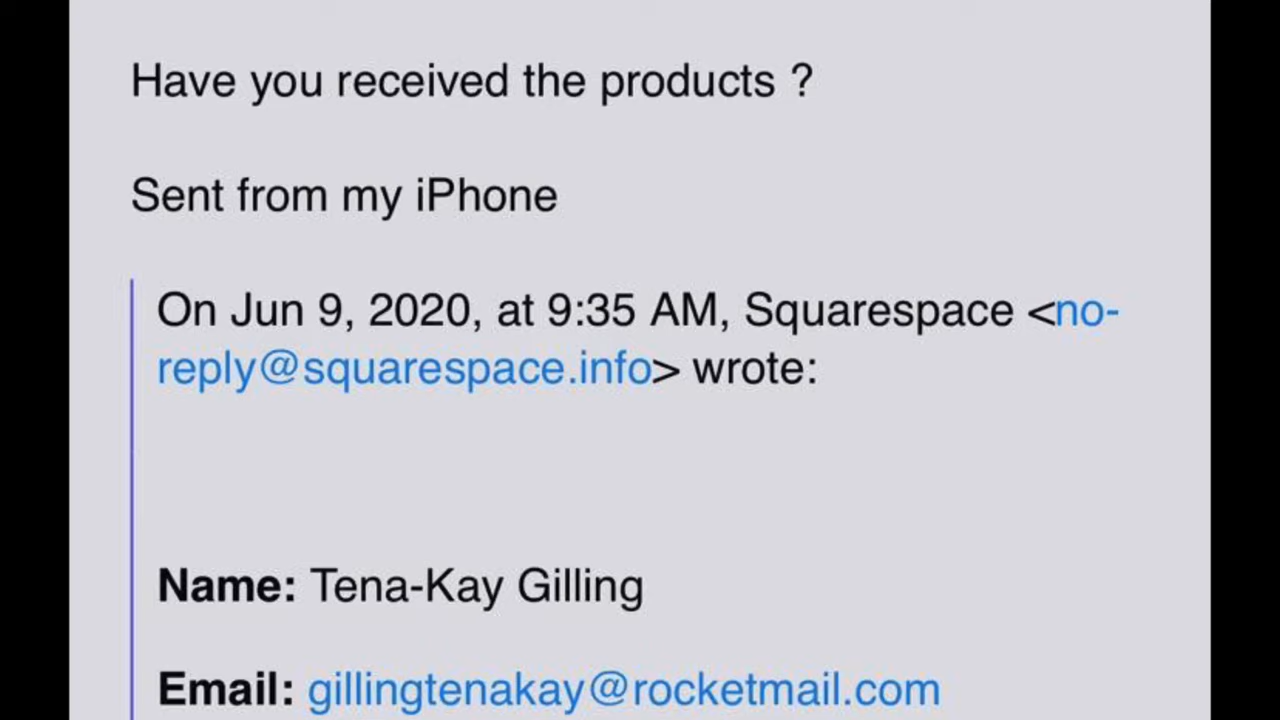 Have you received the products ?
Sent from my iPhone
On Jun 9, 2020, at 9:35 AM, Squarespace <no-
reply@squarespace.info> wrote:
Name: Tena-Kay Gilling
Email: gillingtenakay@rocketmail.com